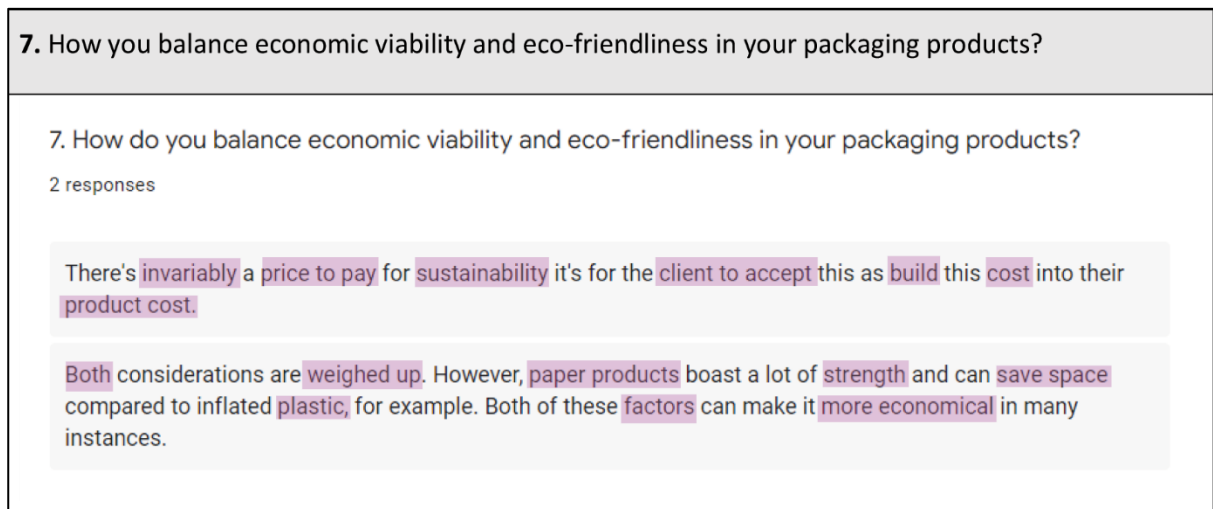 7. How you balance economic viability and eco-friendliness in your packaging products?
7. How do you balance economic viability and eco-friendliness in your packaging products?
2 responses
There's invariably a price to pay for sustainability it's for the client to accept this as build this cost into their
product cost.
Both considerations are weighed up. However, paper products boast a lot of strength and can save space
compared to inflated plastic, for example. Both of these factors can make it more economical in many
instances.